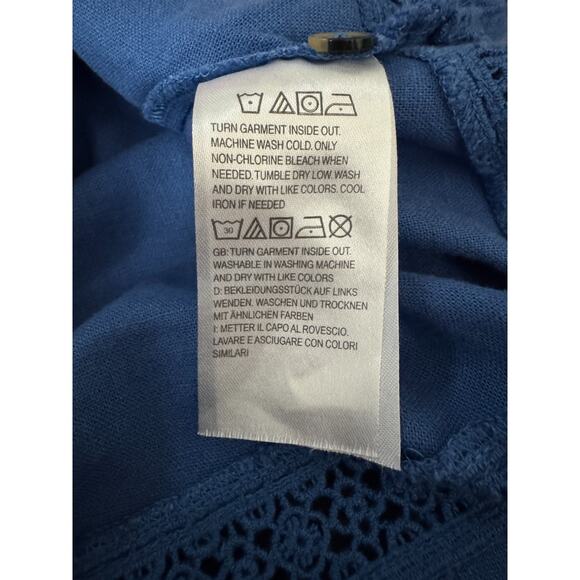 TURN GARMENT INSIDE OUT.
MACHINE WASH COLD. ONLY
NON-CHLORINE BLEACH WHEN
NEEDED. TUMBLE DRY LOW. WASH
AND DRY WITH LIKE COLORS. COOL
IRON IF NEEDED
30
GB: TURN GARMENT INSIDE OUT.
WASHABLE IN WASHING MACHINE
AND DRY WITH LIKE COLORS
D: BEKLEIDUNGSSTÜCK AUF LINKS
WENDEN. WASCHEN UND TROCKNEN
MIT ÄHNLICHEN FARBEN
I: METTER IL CAPO AL ROVESCIO.
LAVARE E ASCIUGARE CON COLORI
SIMILARI